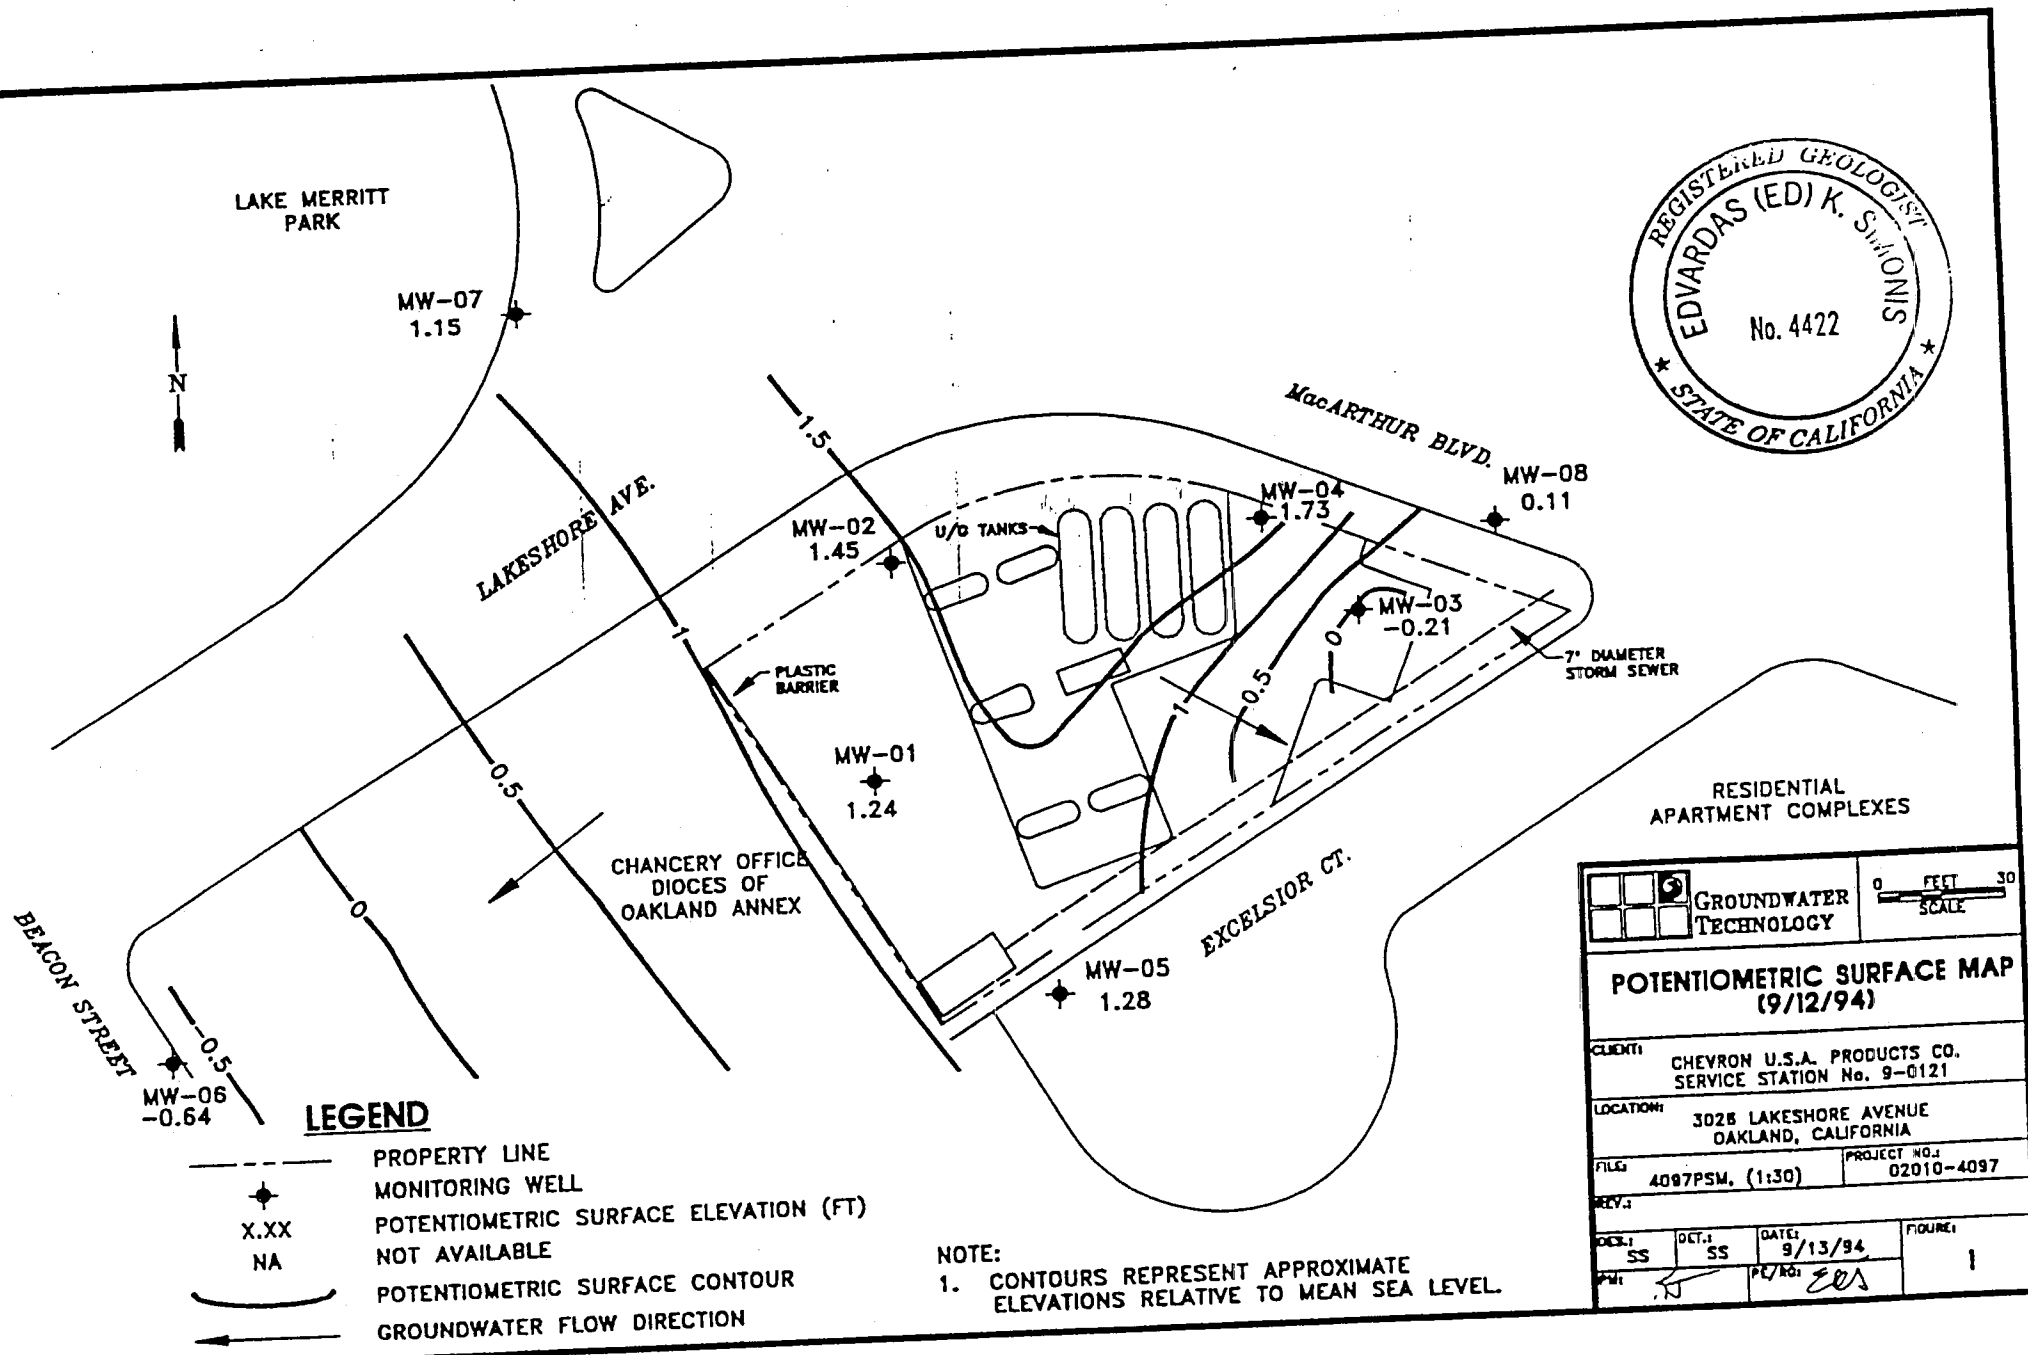 LAKE MERRITT
PARK
MW-07
1.15
N
REGISTERED GEOLOGIST
EDVARDAS (ED) K. SIMONIS
No. 4422
★ STATE OF CALIFORNIA ★
MacARTHUR BLVD.
MW-08
0.11
1.5
LAKESHORE AVE.
MW-02
1.45
U/G TANKS
MW-04
1.73
MW-03
-0.21
0
1
PLASTIC
BARRIER
7' DIAMETER
STORM SEWER
0.5
1
MW-01
1.24
0.5
RESIDENTIAL
APARTMENT COMPLEXES
CHANCERY OFFICE
DIOCES OF
OAKLAND ANNEX
EXCELSIOR CT.
0
BEACON STREET
MW-05
1.28
-0.5
MW-06
-0.64
LEGEND
PROPERTY LINE
MONITORING WELL
X.XX POTENTIOMETRIC SURFACE ELEVATION (FT)
NA NOT AVAILABLE
POTENTIOMETRIC SURFACE CONTOUR
GROUNDWATER FLOW DIRECTION
NOTE:
1. CONTOURS REPRESENT APPROXIMATE
ELEVATIONS RELATIVE TO MEAN SEA LEVEL.
GROUNDWATER
TECHNOLOGY
0 FEET 30
SCALE
POTENTIOMETRIC SURFACE MAP
(9/12/94)
CLIENT:
CHEVRON U.S.A. PRODUCTS CO.
SERVICE STATION No. 9-0121
LOCATION:
LAKESHORE AVENUE
OAKLAND, CALIFORNIA
FILE: 4097PSM, (1:30)
PROJECT NO.: 02010-4097
REV.:
DES.: SS
DET.: SS
DATE: 9/13/94
FIGURE: 1
PM:
PE/RG: